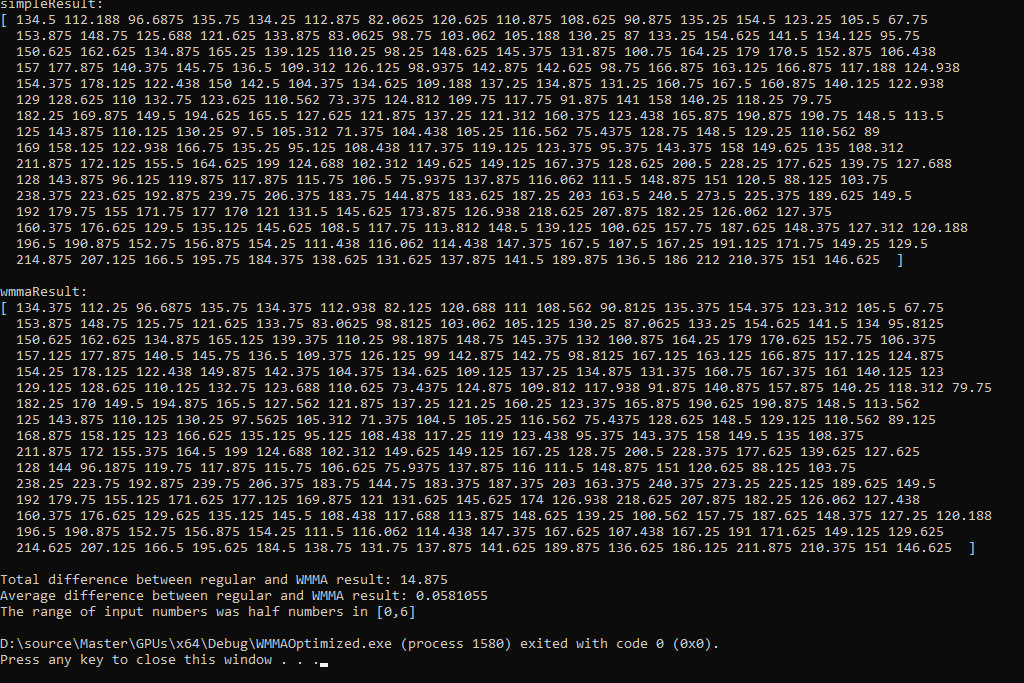 simpleResult:
[ 134.5 112.188 96.6875 135.75 134.25 112.875 82.0625 120.625 110.875 108.625 90.875 135.25 154.5 123.25 105.5 67.75
153.875 148.75 125.688 121.625 133.875 83.0625 98.75 103.062 105.188 130.25 87 133.25 154.625 141.5 134.125 95.75
150.625 162.625 134.875 165.25 139.125 110.25 98.25 148.625 145.375 131.875 100.75 164.25 179 170.5 152.875 106.438
157 177.875 140.375 145.75 136.5 109.312 126.125 98.9375 142.875 142.625 98.75 166.875 163.125 166.875 117.188 124.938
154.375 178.125 122.438 150 142.5 104.375 134.625 109.188 137.25 134.875 131.25 160.75 167.5 160.875 140.125 122.938
129 128.625 110 132.75 123.625 110.562 73.375 124.812 109.75 117.75 91.875 141 158 140.25 118.25 79.75
182.25 169.875 149.5 194.625 165.5 127.625 121.875 137.25 121.312 160.375 123.438 165.875 190.875 190.75 148.5 113.5
125 143.875 110.125 130.25 97.5 105.312 71.375 104.438 105.25 116.562 75.4375 128.75 148.5 129.25 110.562 89
169 158.125 122.938 166.75 135.25 95.125 108.438 117.375 119.125 123.375 95.375 143.375 158 149.625 135 108.312
211.875 172.125 155.5 164.625 199 124.688 102.312 149.625 149.125 167.375 128.625 200.5 228.25 177.625 139.75 127.688
128 143.875 96.125 119.875 117.875 115.75 106.5 75.9375 137.875 116.062 111.5 148.875 151 120.5 88.125 103.75
238.375 223.625 192.875 239.75 206.375 183.75 144.875 183.625 187.25 203 163.5 240.5 273.5 225.375 189.625 149.5
192 179.75 155 171.75 177 170 121 131.5 145.625 173.875 126.938 218.625 207.875 182.25 126.062 127.375
160.375 176.625 129.5 135.125 145.625 108.5 117.75 113.812 148.5 139.125 100.625 157.75 187.625 148.375 127.312 120.188
196.5 190.875 152.75 156.875 154.25 111.438 116.062 114.438 147.375 167.5 107.5 167.25 191.125 171.75 149.25 129.5
214.875 207.125 166.5 195.75 184.375 138.625 131.625 137.875 141.5 189.875 136.5 186 212 210.375 151 146.625 ]
wmmaResult:
[ 134.375 112.25 96.6875 135.75 134.375 112.938 82.125 120.688 111 108.562 90.8125 135.375 154.375 123.312 105.5 67.75
153.875 148.75 125.75 121.625 133.75 83.0625 98.8125 103.062 105.125 130.25 87.0625 133.25 154.625 141.5 134 95.8125
150.625 162.625 134.875 165.125 139.375 110.25 98.1875 148.75 145.375 132 100.875 164.25 179 170.625 152.75 106.375
157.125 177.875 140.5 145.75 136.5 109.375 126.125 99 142.875 142.75 98.8125 167.125 163.125 166.875 117.125 124.875
154.25 178.125 122.438 149.875 142.375 104.375 134.625 109.125 137.25 134.875 131.375 160.75 167.375 161 140.125 123
129.125 128.625 110.125 132.75 123.688 110.625 73.4375 124.875 109.812 117.938 91.875 140.875 157.875 140.25 118.312 79.75
182.25 170 149.5 194.875 165.5 127.562 121.875 137.25 121.25 160.25 123.375 165.875 190.625 190.875 148.5 113.562
125 143.875 110.125 130.25 97.5625 105.312 71.375 104.5 105.25 116.562 75.4375 128.625 148.5 129.125 110.562 89.125
168.875 158.125 123 166.625 135.125 95.125 108.438 117.25 119 123.438 95.375 143.375 158 149.5 135 108.375
211.875 172 155.375 164.5 199 124.688 102.312 149.625 149.125 167.25 128.75 200.5 228.375 177.625 139.625 127.625
128 144 96.1875 119.75 117.875 115.75 106.625 75.9375 137.875 116 111.5 148.875 151 120.625 88.125 103.75
238.25 223.75 192.875 239.75 206.375 183.75 144.75 183.375 187.375 203 163.375 240.375 273.25 225.125 189.625 149.5
192 179.75 155.125 171.625 177.125 169.875 121 131.625 145.625 174 126.938 218.625 207.875 182.25 126.062 127.438
160.375 176.625 129.625 135.125 145.5 108.438 117.688 113.875 148.625 139.25 100.562 157.75 187.625 148.375 127.25 120.188
196.5 190.875 152.75 156.875 154.25 111.5 116.062 114.438 147.375 167.625 107.438 167.25 191 171.625 149.125 129.625
214.625 207.125 166.5 195.625 184.5 138.75 131.75 137.875 141.625 189.875 136.625 186.125 211.875 210.375 151 146.625 ]
Total difference between regular and WMMA result: 14.875
Average difference between regular and WMMA result: 0.0581055
The range of input numbers was half numbers in [0,6]
D:\source\Master\GPUs\x64\Debug\WMMAOptimized.exe (process 1580) exited with code 0 (0x0).
Press any key to close this window . . .